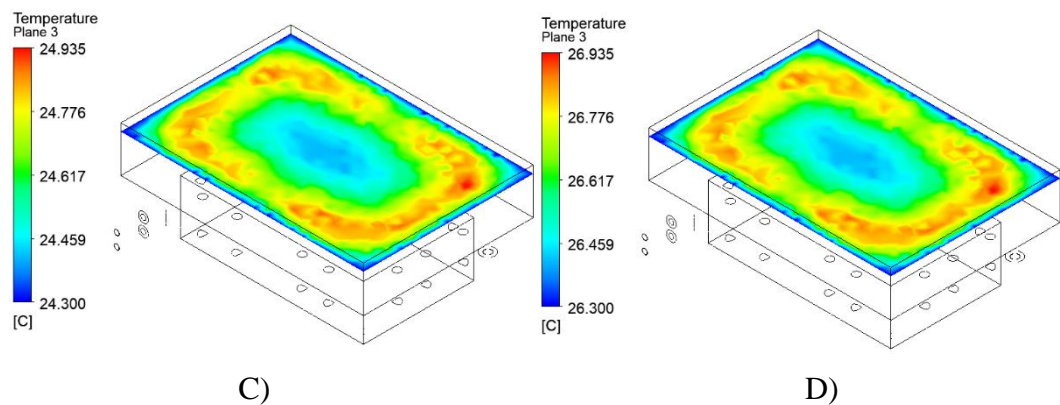 Temperature
Plane 3
24.935
24.776
24.617
24.459
24.300
[C]
C)
Temperature
Plane 3
26.935
26.776
26.617
26.459
26.300
[C]
D)